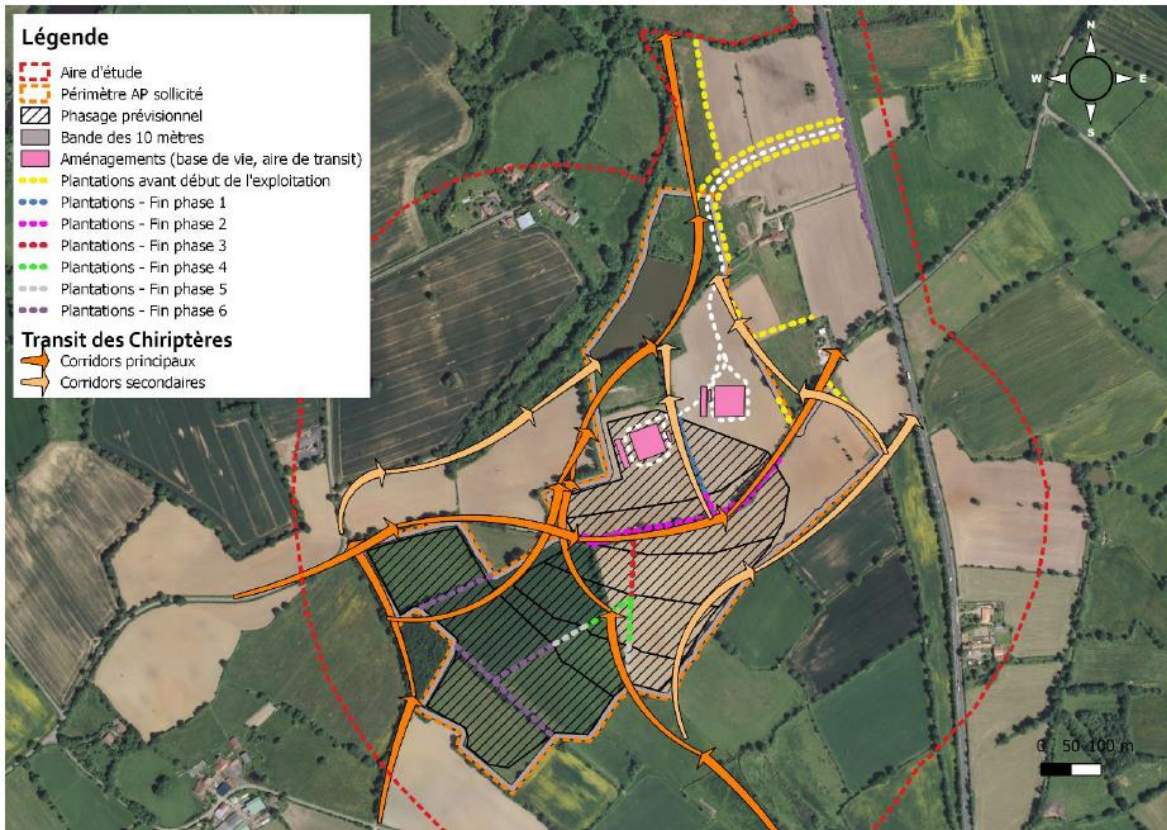 Légende
Aire d'étude
Périmètre AP sollicité
Phasage prévisionnel
Bande des 10 mètres
Aménagements (base de vie, aire de transit)
Plantations avant début de l'exploitation
Plantations - Fin phase 1
Plantations - Fin phase 2
Plantations - Fin phase 3
Plantations - Fin phase 4
Plantations - Fin phase 5
Plantations - Fin phase 6
Transit des Chiriptères
Corridors principaux
Corridors secondaires
N
W
E
S
0 50 100 m